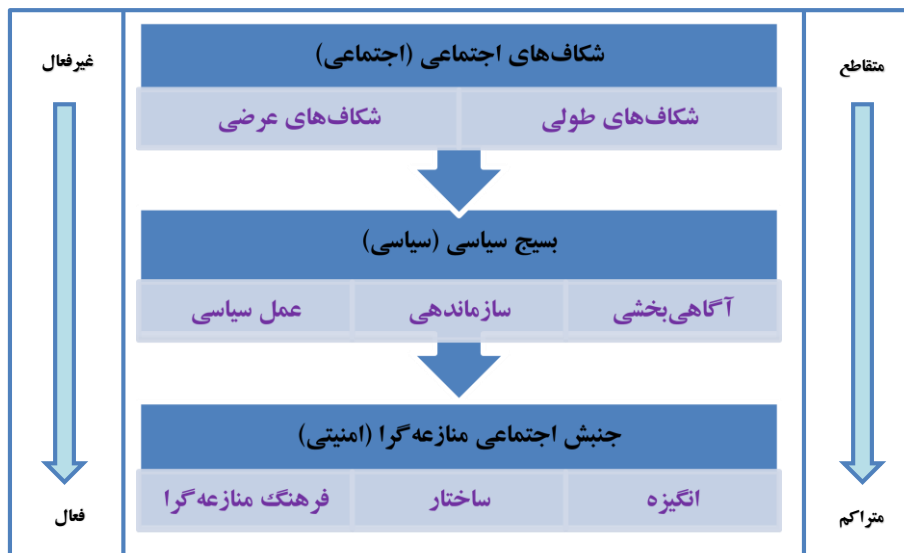 متقاطع
شکاف‌های اجتماعی (اجتماعی)
غیرفعال
شکاف‌های طولی
شکاف‌های عرضی
بسیج سیاسی (سیاسی)
آگاهی‌بخشی
سازماندهی
عمل سیاسی
جنبش اجتماعی منازعه‌گرا (امنیتی)
انگیزه
ساختار
فرهنگ منازعه‌گرا
متراکم
فعال